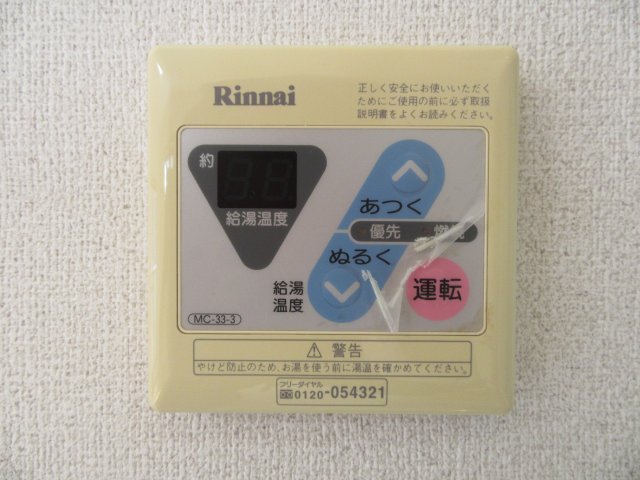 Rinnai
正しく安全にお使いいただく
ためにご使用の前に必ず取扱
説明書をよくお読みください。
約
給湯温度
あつく
優先
ぬるく
給湯
温度
運転
MC-33-3
警告
やけど防止のため、お湯を使う前に湯温を確かめてください。
フリーダイヤル
0120-054321